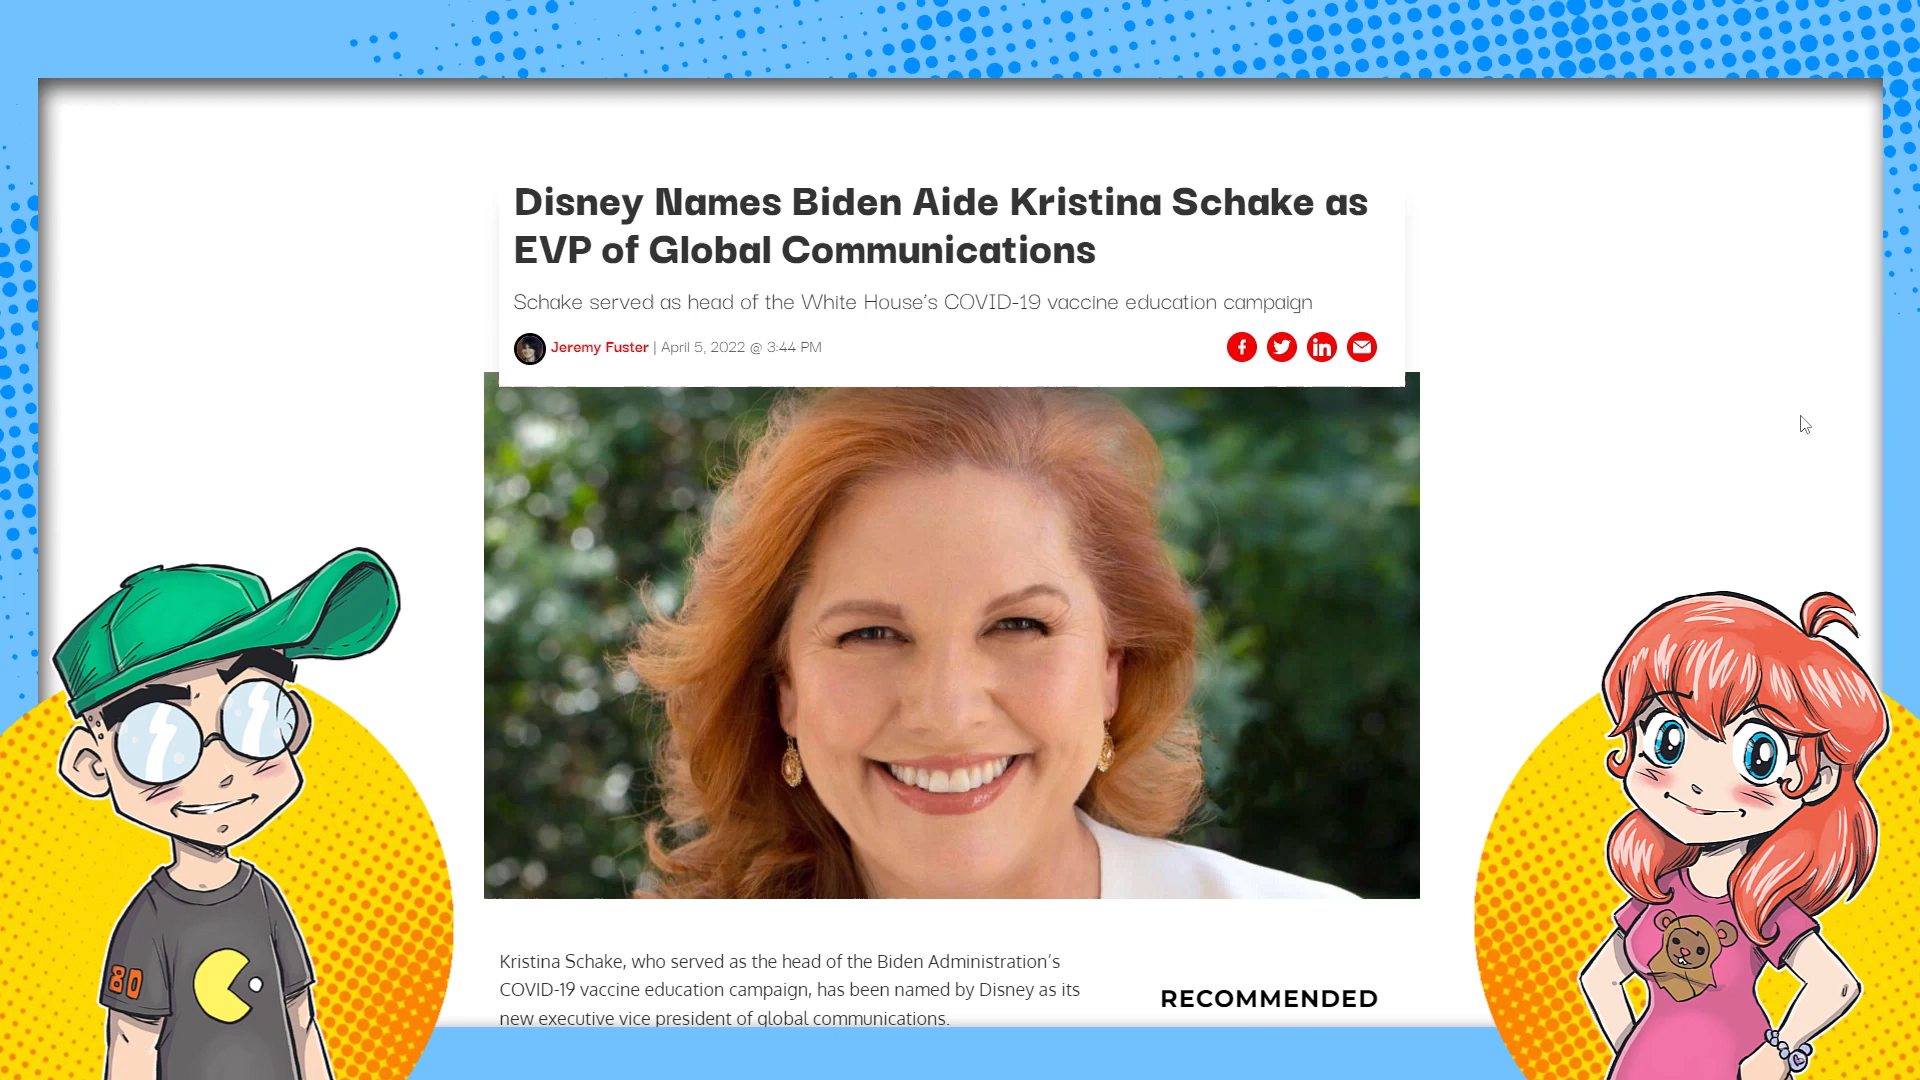 Disney Names Biden Aide Kristina Schake as
EVP of Global Communications
Schake served as head of the White House's COVID-19 vaccine education campaign
Jeremy Fuster | April 5, 2022 @ 3:44 PM
Kristina Schake, who served as the head of the Biden Administration's
COVID-19 vaccine education campaign, has been named by Disney as its
new executive vice president of global communications.
RECOMMENDED
80